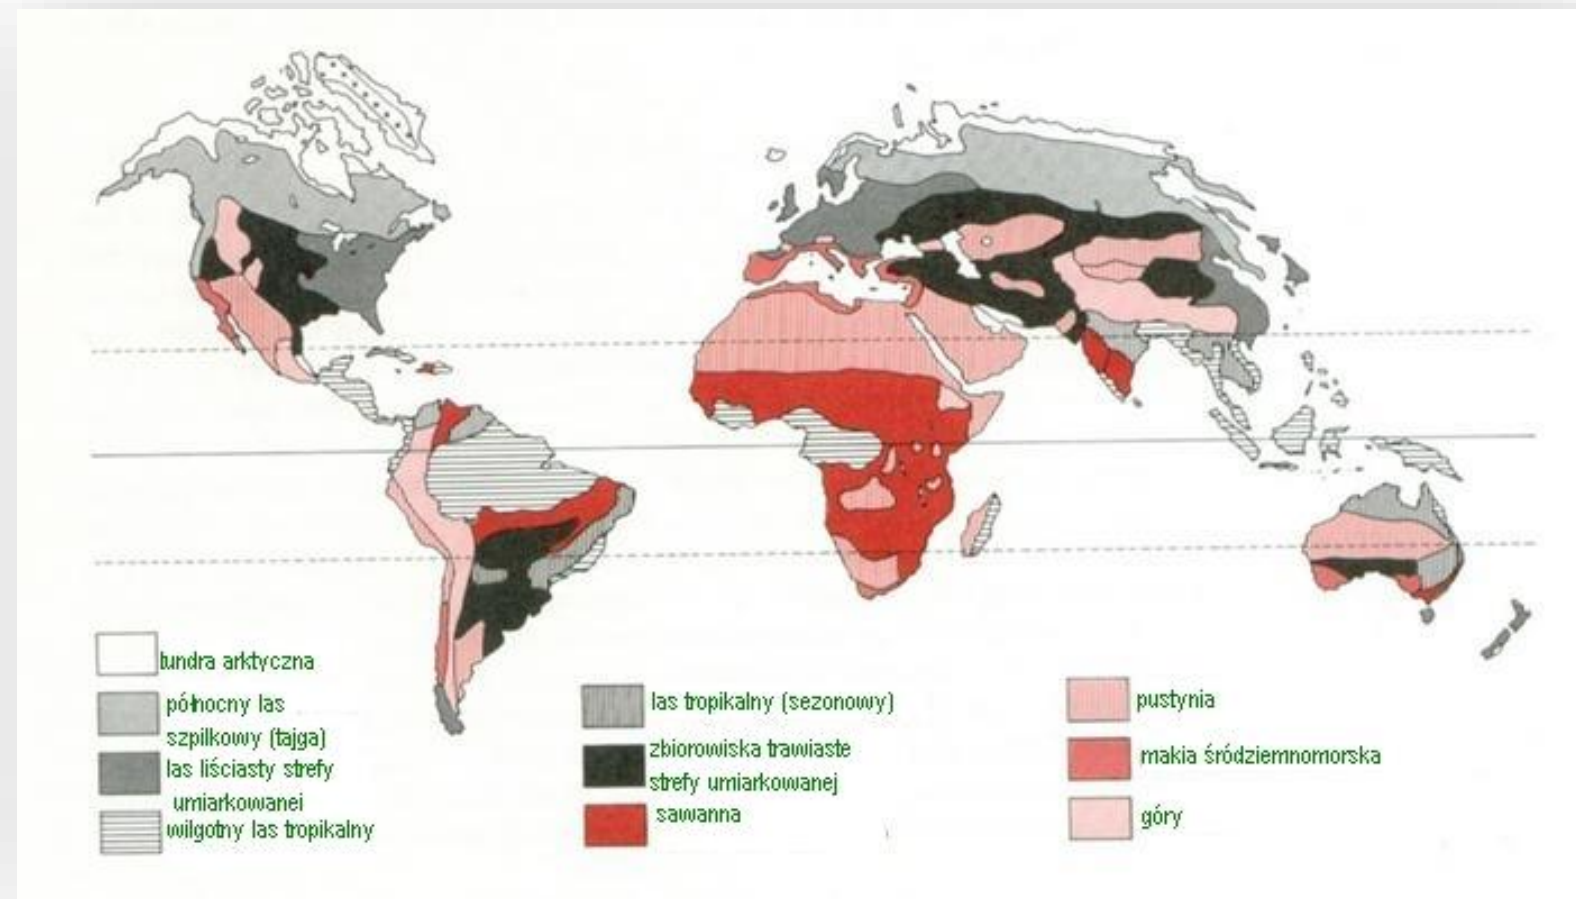 tundra arktyczna
północny las
szpilkowy (tajga)
las liściasty strefy
umiarkowanei
wilgotny las tropikalny
las tropikalny (sezonowy)
zbiorowiska trawiaste
strefy umiarkowanej
sawanna
pustynia
makia śródziemnomorska
góry